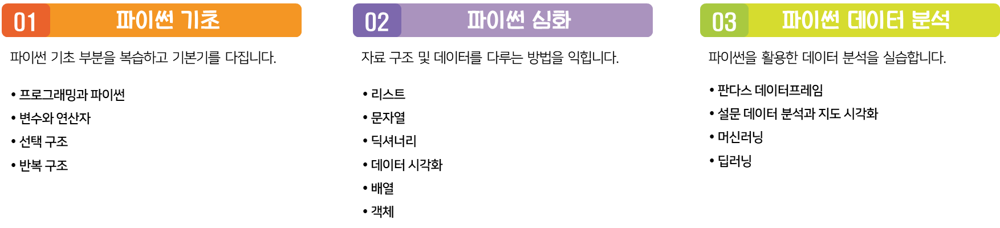 01 파이썬 기초
파이썬 기초 부분을 복습하고 기본기를 다집니다.
• 프로그래밍과 파이썬
• 변수와 연산자
• 선택 구조
• 반복 구조
02 파이썬 심화
자료 구조 및 데이터를 다루는 방법을 익힙니다.
• 리스트
• 문자열
• 딕셔너리
• 데이터 시각화
• 배열
• 객체
03 파이썬 데이터 분석
파이썬을 활용한 데이터 분석을 실습합니다.
• 판다스 데이터프레임
• 설문 데이터 분석과 지도 시각화
• 머신러닝
• 딥러닝